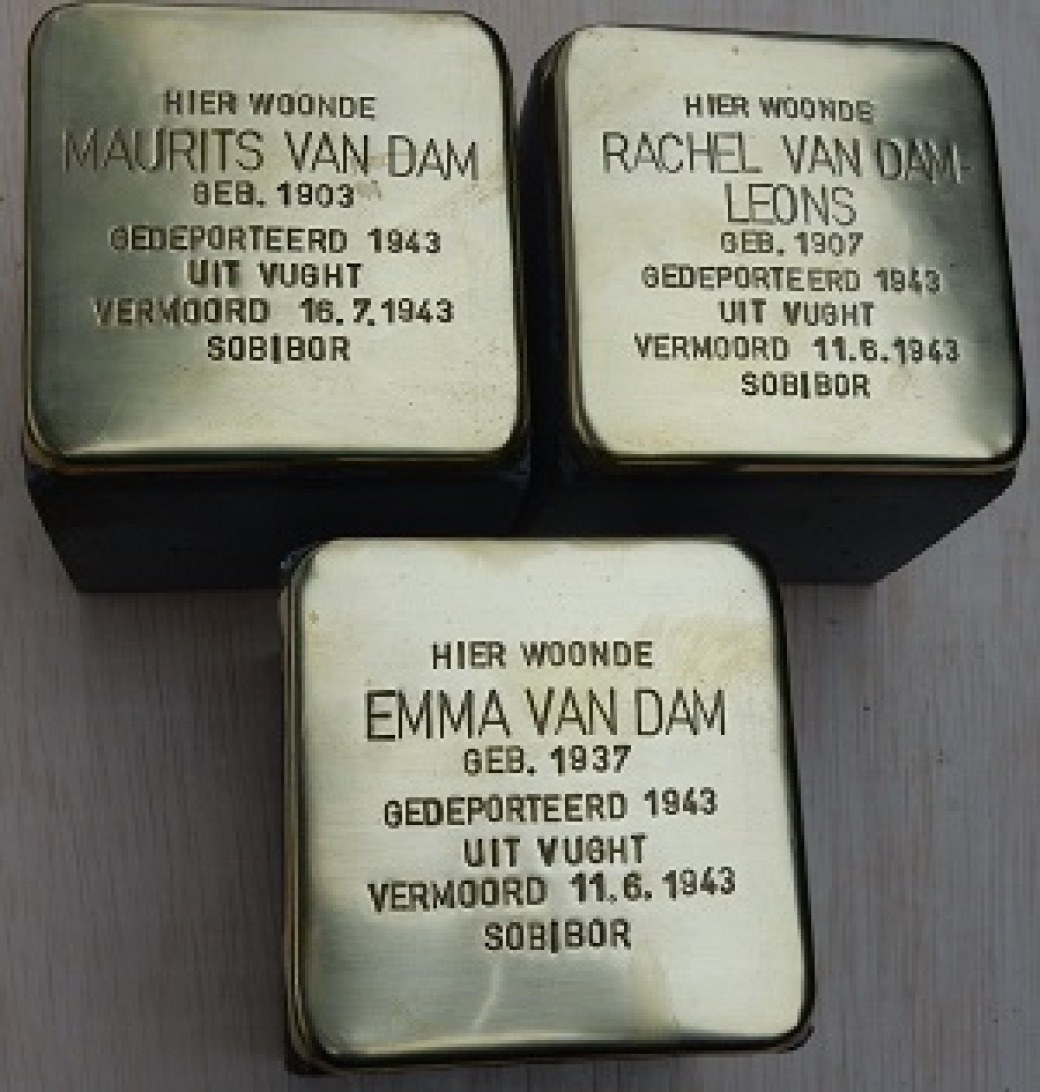 HIER WOONDE
MAURITS VAN DAM
GEB. 1903
GEDEPORTEERD 1943
UIT VUGHT
VERMOORD 16.7.1943
SOBIBOR
HIER WOONDE
RACHEL VAN DAM-
LEONS
GEB. 1907
GEDEPORTEERD 1943
UIT VUGHT
VERMOORD 11.6.1943
SOBIBOR
HIER WOONDE
EMMA VAN DAM
GEB. 1937
GEDEPORTEERD 1943
UIT VUGHT
VERMOORD 11.6.1943
SOBIBOR